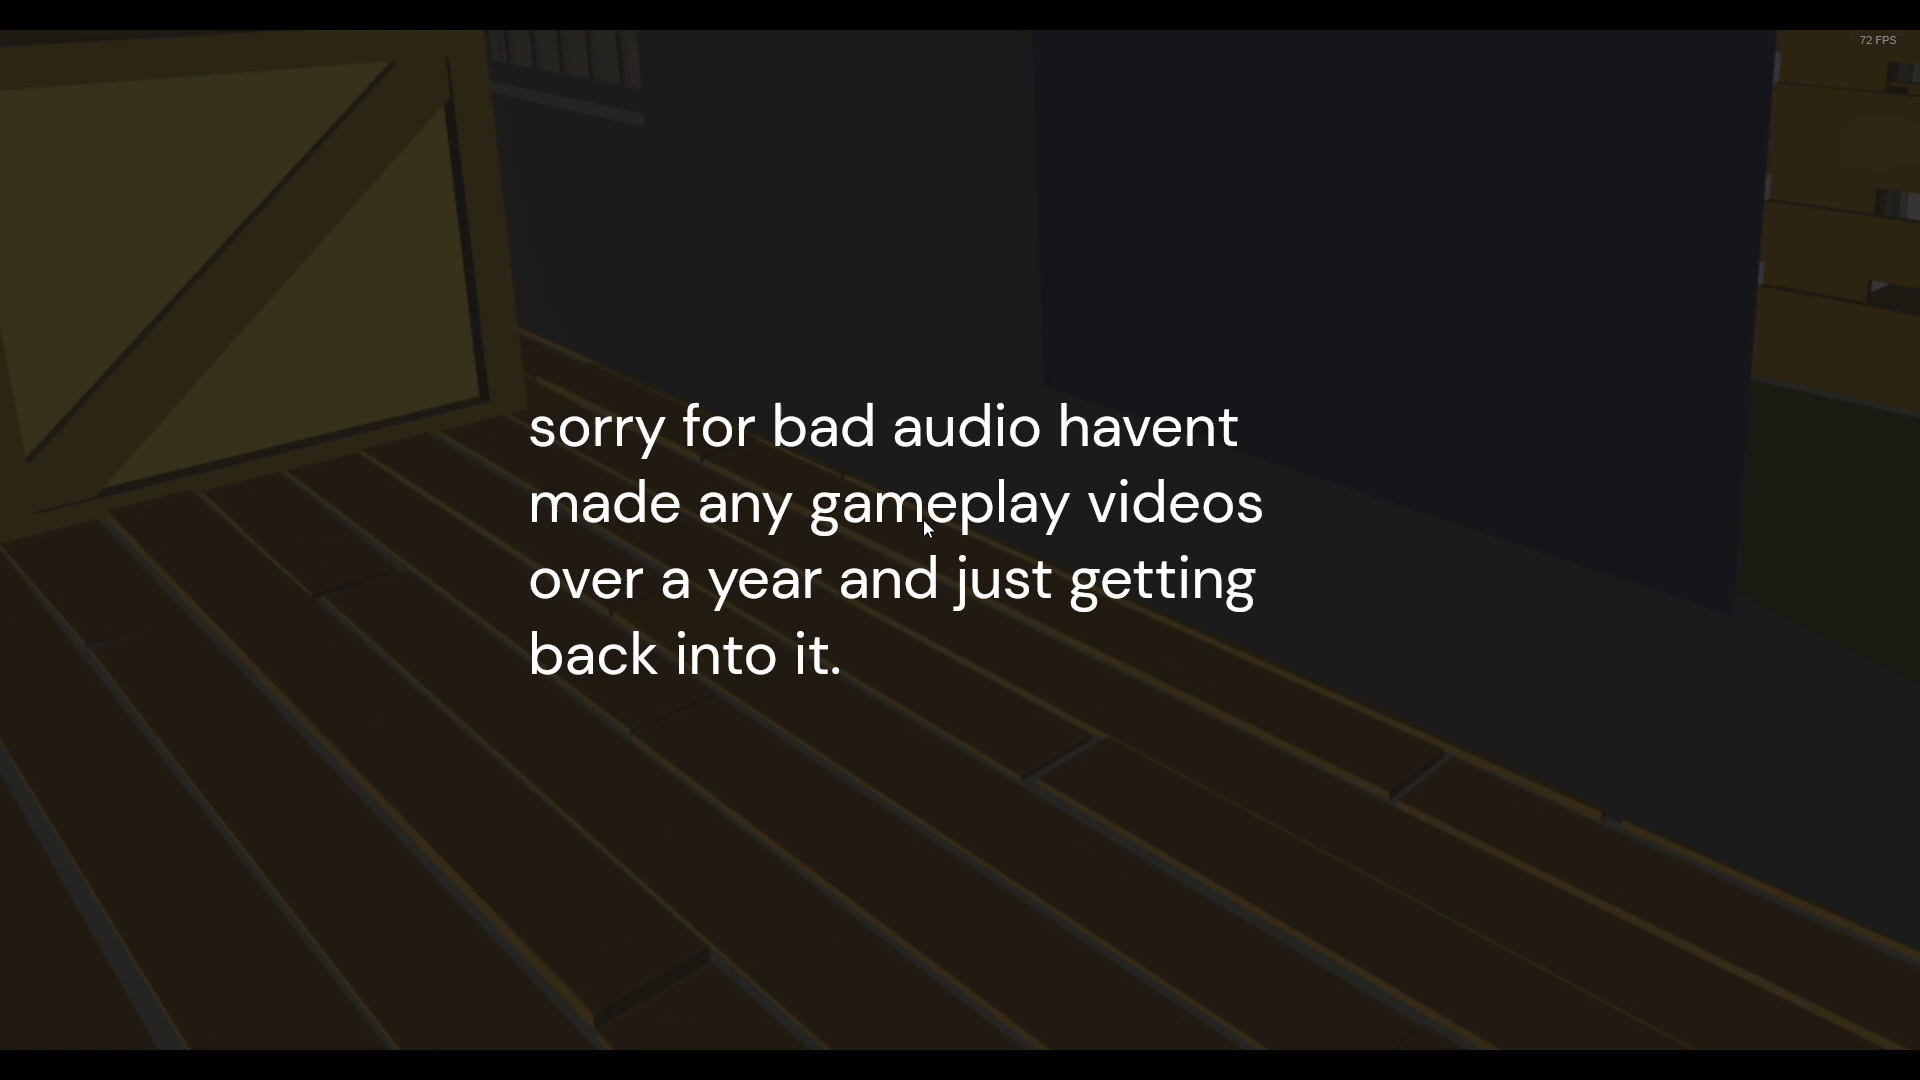 72 FPS
sorry for bad audio havent
made any gameplay videos
over a year and just getting
back into it.